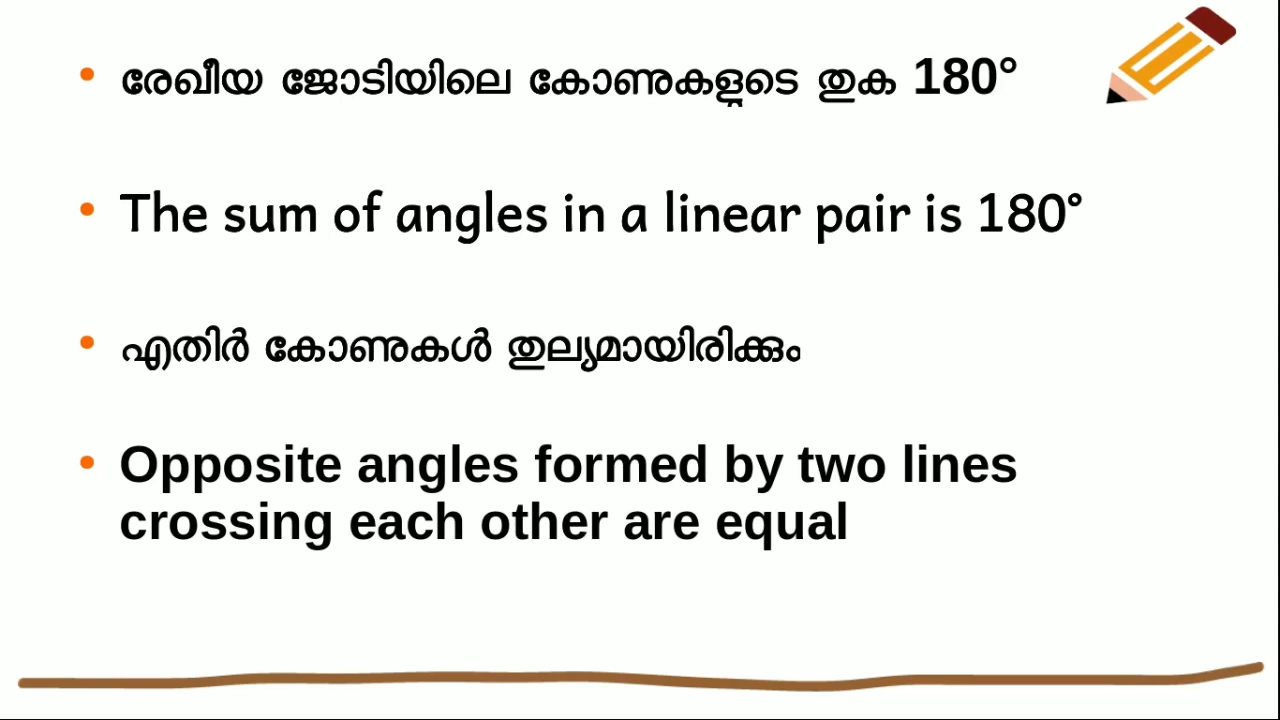 • രേഖീയ ജോടിയിലെ കോണുകളുടെ തുക 180°
• The sum of angles in a linear pair is 180°
• എതിർ കോണുകൾ തുല്യമായിരിക്കും
• Opposite angles formed by two lines
crossing each other are equal